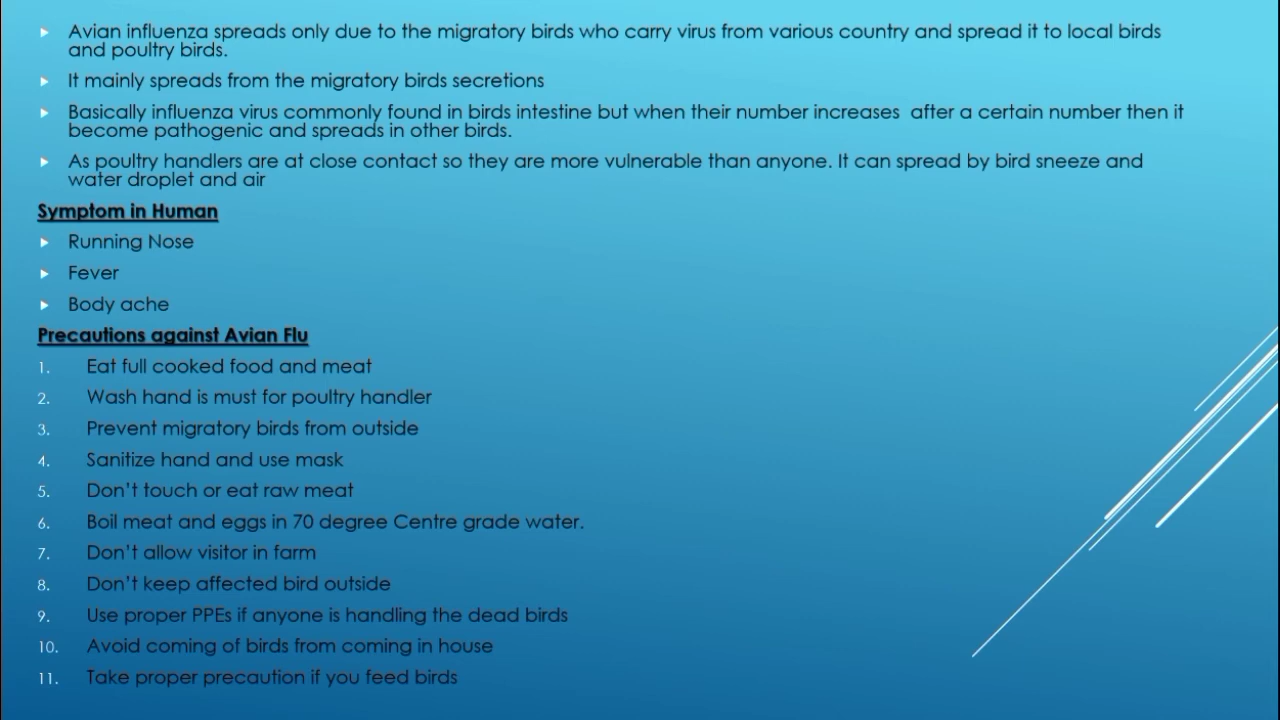 Avian influenza spreads only due to the migratory birds who carry virus from various country and spread it to local birds
and poultry birds.
It mainly spreads from the migratory birds secretions
Basically influenza virus commonly found in birds intestine but when their number increases after a certain number then it
become pathogenic and spreads in other birds.
As poultry handlers are at close contact so they are more vulnerable than anyone. It can spread by bird sneeze and
water droplet and air
Symptom in Human
Running Nose
Fever
Body ache
Precautions against Avian Flu
1. Eat full cooked food and meat
2. Wash hand is must for poultry handler
3. Prevent migratory birds from outside
4. Sanitize hand and use mask
5. Don't touch or eat raw meat
6. Boil meat and eggs in 70 degree Centre grade water.
7. Don't allow visitor in farm
8. Don't keep affected bird outside
9. Use proper PPEs if anyone is handling the dead birds
10. Avoid coming of birds from coming in house
11. Take proper precaution if you feed birds